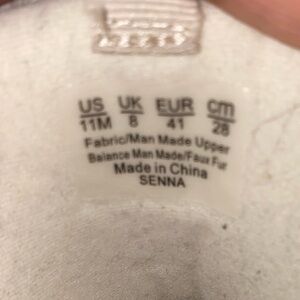 US UK EUR cm
11M 8 41 28
Fabric/Man Made Upper
Balance Man Made/Faux Fur
Made in China
SENNA